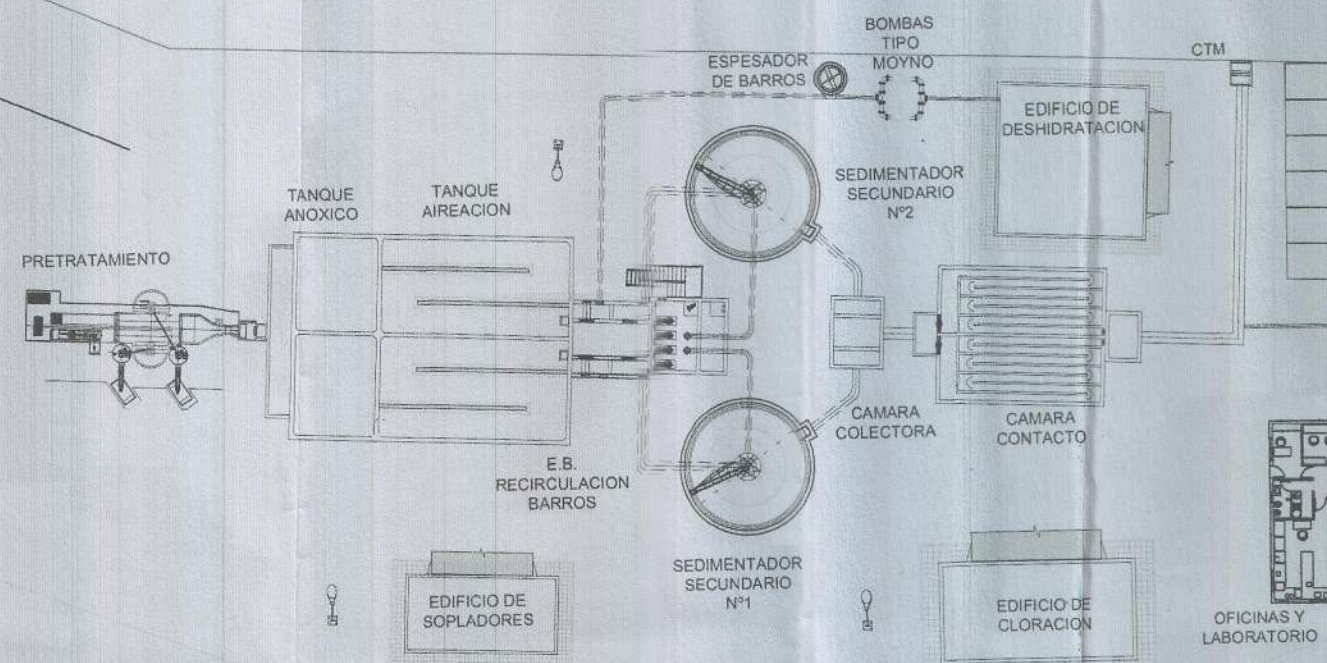 BOMBAS
TIPO
MOYNO
CTM
ESPESADOR
DE BARROS
EDIFICIO DE
DESHIDRATACION
SEDIMENTADOR
SECUNDARIO
Nº2
TANQUE
ANOXICO
TANQUE
AIREACION
PRETRATAMIENTO
CAMARA
COLECTORA
CAMARA
CONTACTO
E.B.
RECIRCULACION
BARROS
SEDIMENTADOR
SECUNDARIO
Nº1
EDIFICIO DE
SOPLADORES
EDIFICIO DE
CLORACION
OFICINAS Y
LABORATORIO